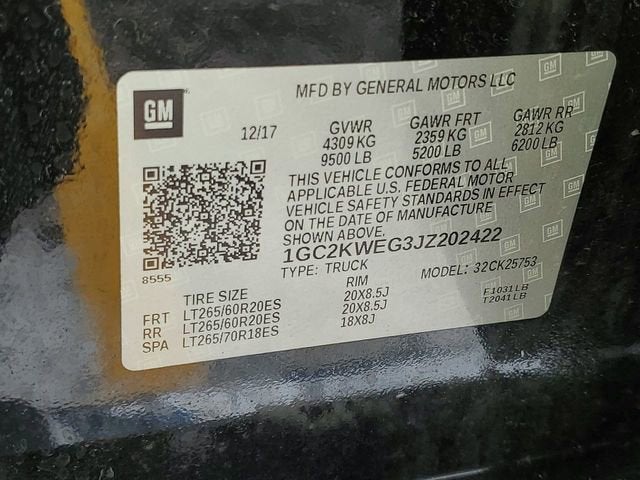 MFD BY GENERAL MOTORS LLC
GM
12/17
GVWR GAWR FRT GAWR RR
4309 KG 2359 KG 2812 KG
9500 LB 5200 LB 6200 LB
THIS VEHICLE CONFORMS TO ALL
APPLICABLE U.S. FEDERAL MOTOR
VEHICLE SAFETY STANDARDS IN EFFECT
ON THE DATE OF MANUFACTURE
SHOWN ABOVE.
1GC2KWEG3JZ202422
8555
TYPE: TRUCK MODEL: 32CK25753
TIRE SIZE RIM
FRT LT265/60R20ES 20X8.5J F1031LB
RR LT265/60R20ES 20X8.5J T2041LB
SPA LT265/70R18ES 18X8J